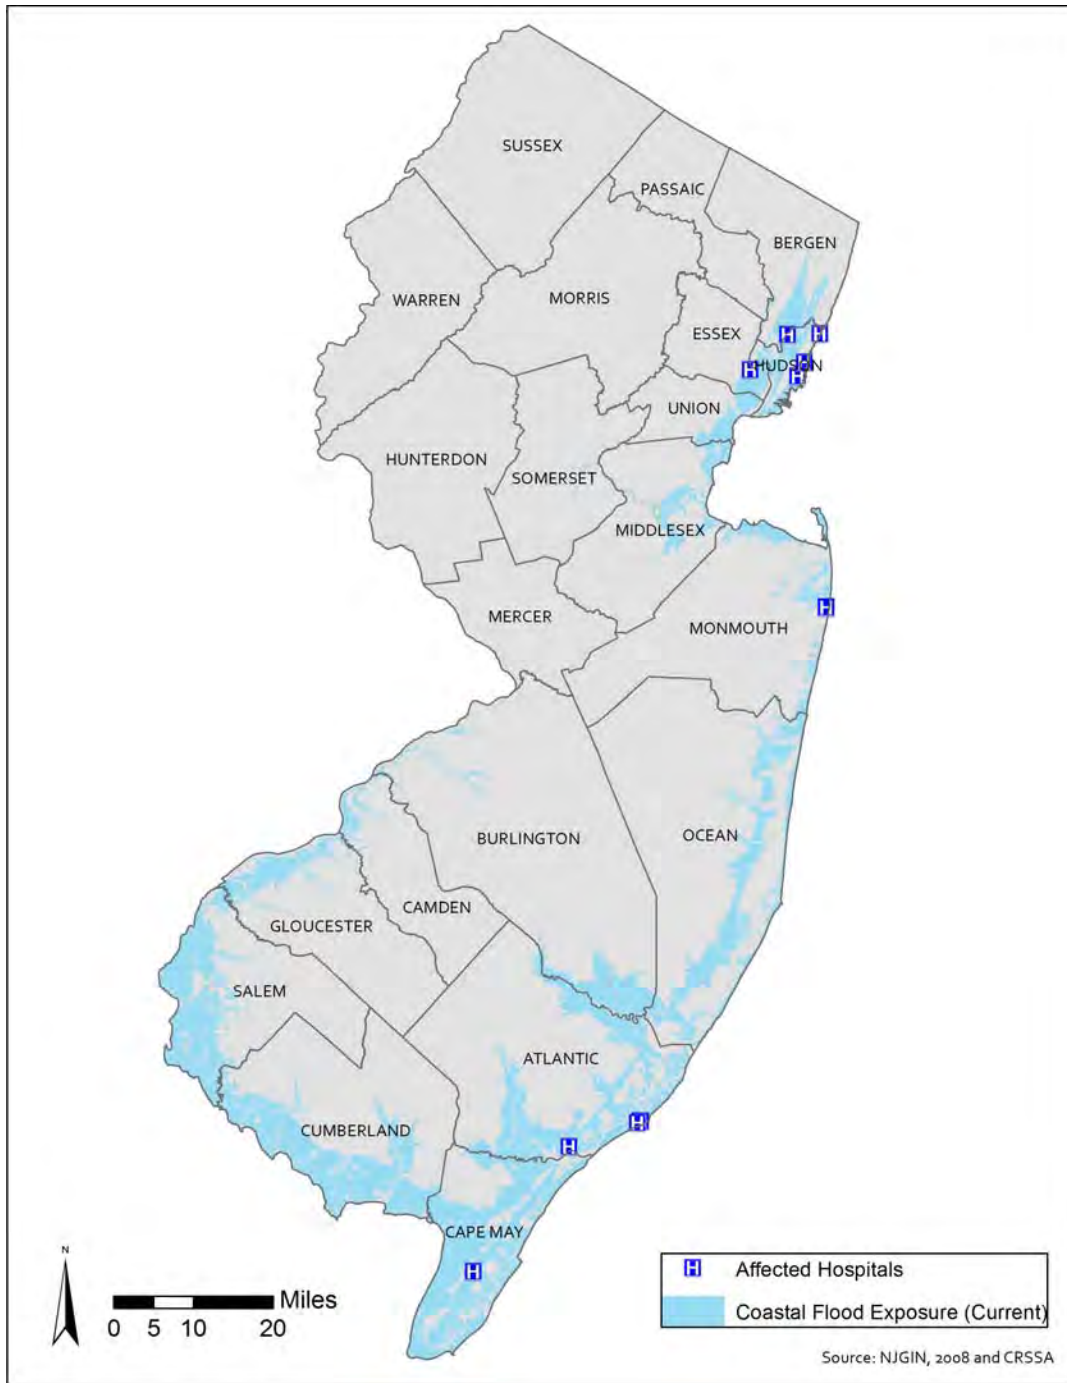 SUSSEX
PASSAIC
BERGEN
WARREN
MORRIS
ESSEX
H
H
H
H
HUDSON
H
UNION
HUNTERDON
SOMERSET
MIDDLESEX
MERCER
MONMOUTH
H
BURLINGTON
OCEAN
CAMDEN
GLOUCESTER
SALEM
ATLANTIC
CUMBERLAND
H
H
CAPE MAY
H
N
Miles
0 5 10 20
H Affected Hospitals
Coastal Flood Exposure (Current)
Source: NJGIN, 2008 and CRSSA